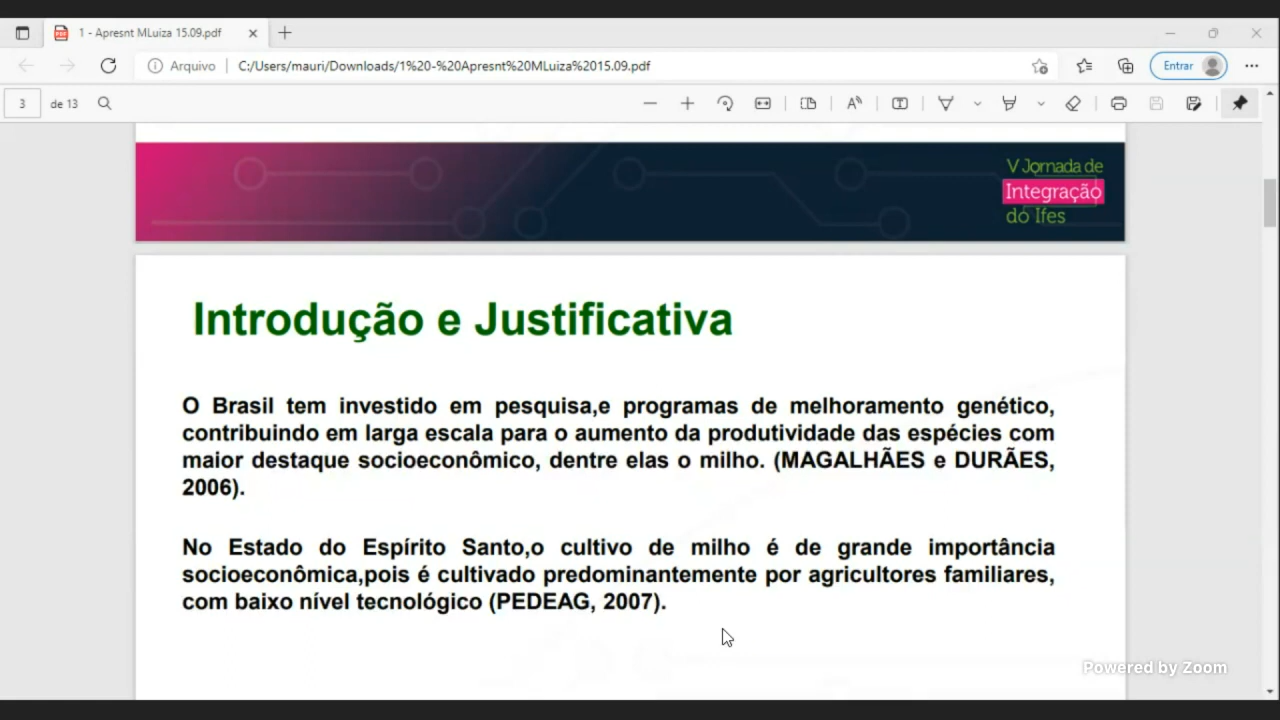 1 - Apresnt MLuiza 15.09.pdf
Arquivo
C:/Users/mauri/Downloads/1%20-%20Apresnt%20MLuiza%2015.09.pdf
Entrar
3 de 13
V Jornada de
Integração
do Ifes
Introdução e Justificativa
O Brasil tem investido em pesquisa,e programas de melhoramento genético,
contribuindo em larga escala para o aumento da produtividade das espécies com
maior destaque socioeconômico, dentre elas o milho. (MAGALHÃES e DURÃES,
2006).
No Estado do Espírito Santo,o cultivo de milho é de grande importância
socioeconômica,pois é cultivado predominantemente por agricultores familiares,
com baixo nível tecnológico (PEDEAG, 2007).
Powered by Zoom